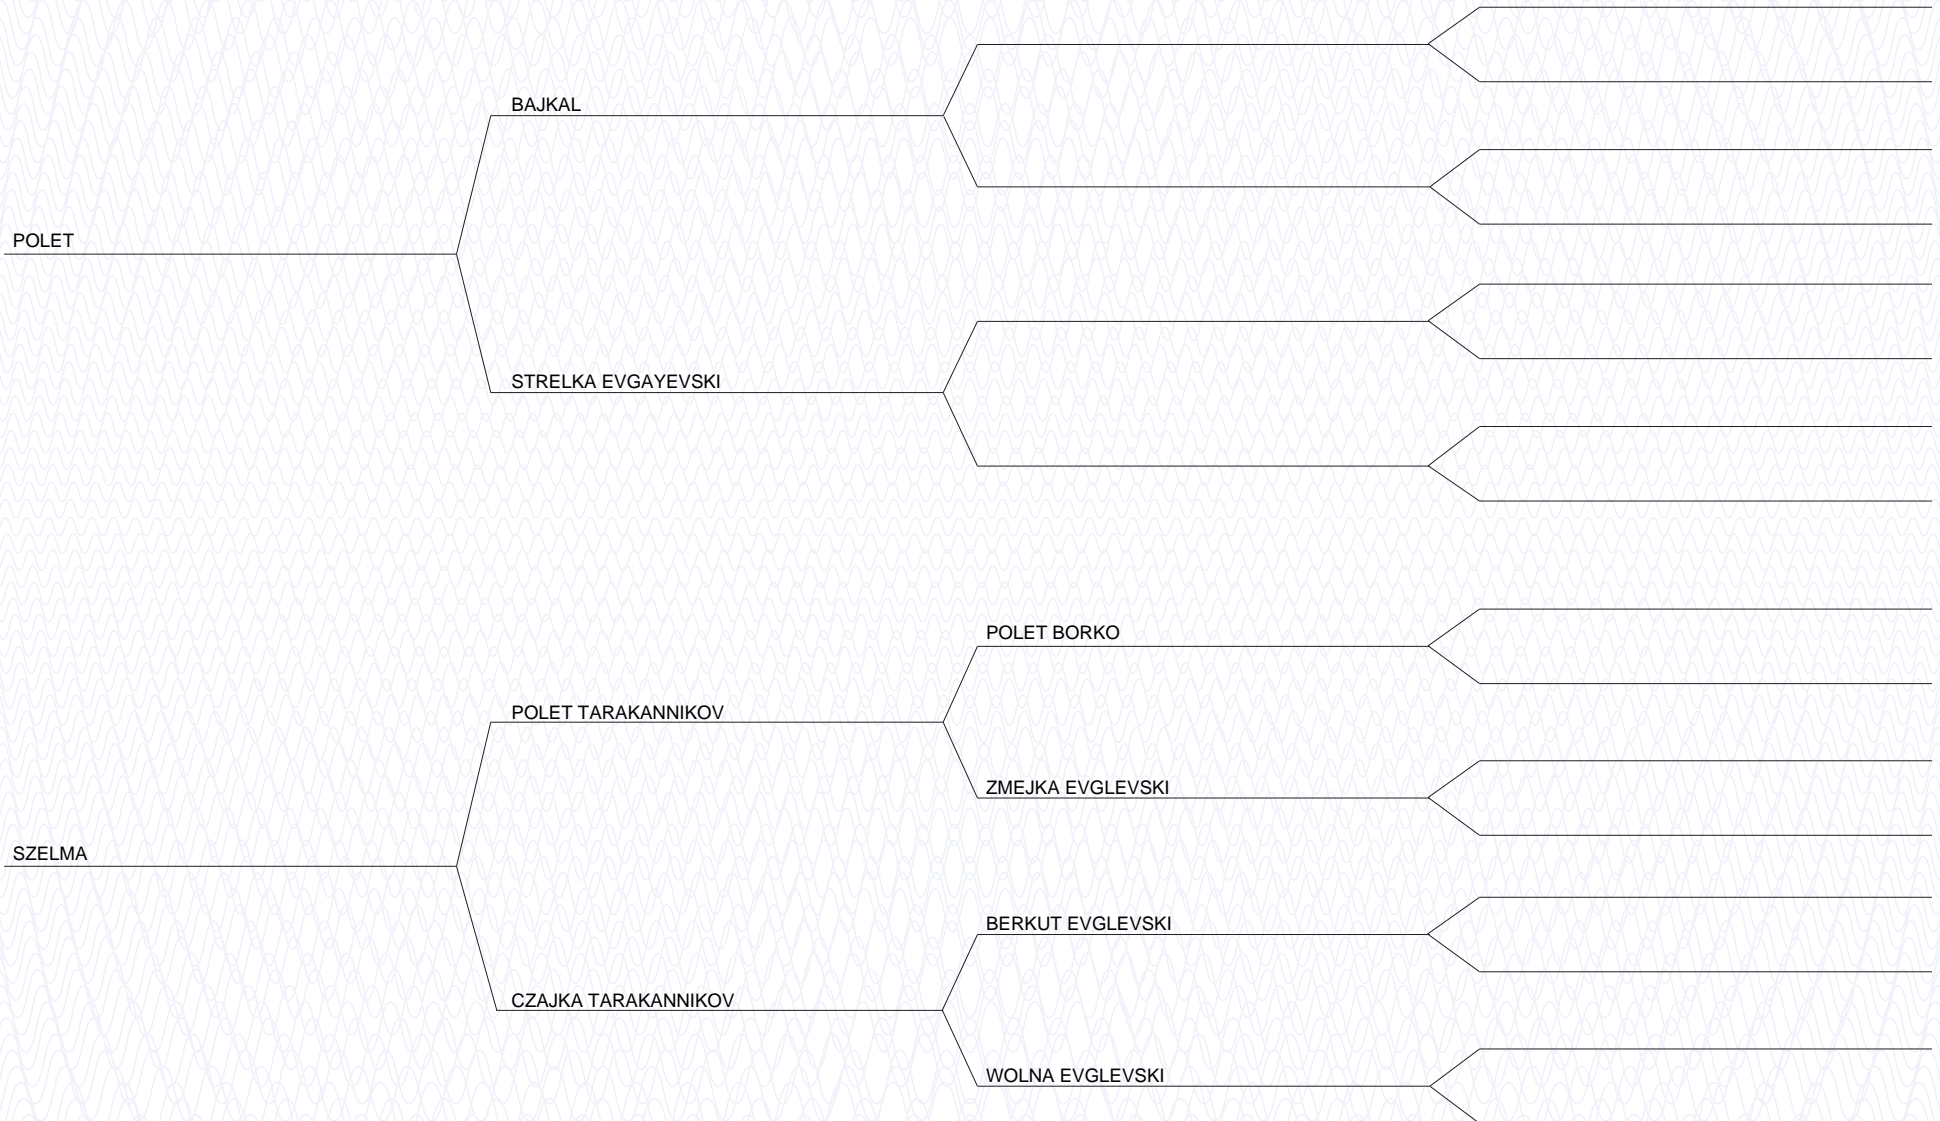 BAJKAL
POLET
STRELKA EVGAYEVSKI
POLET BORKO
POLET TARAKANNIKOV
ZMEJKA EVGLEVSKI
SZELMA
BERKUT EVGLEVSKI
CZAJKA TARAKANNIKOV
WOLNA EVGLEVSKI